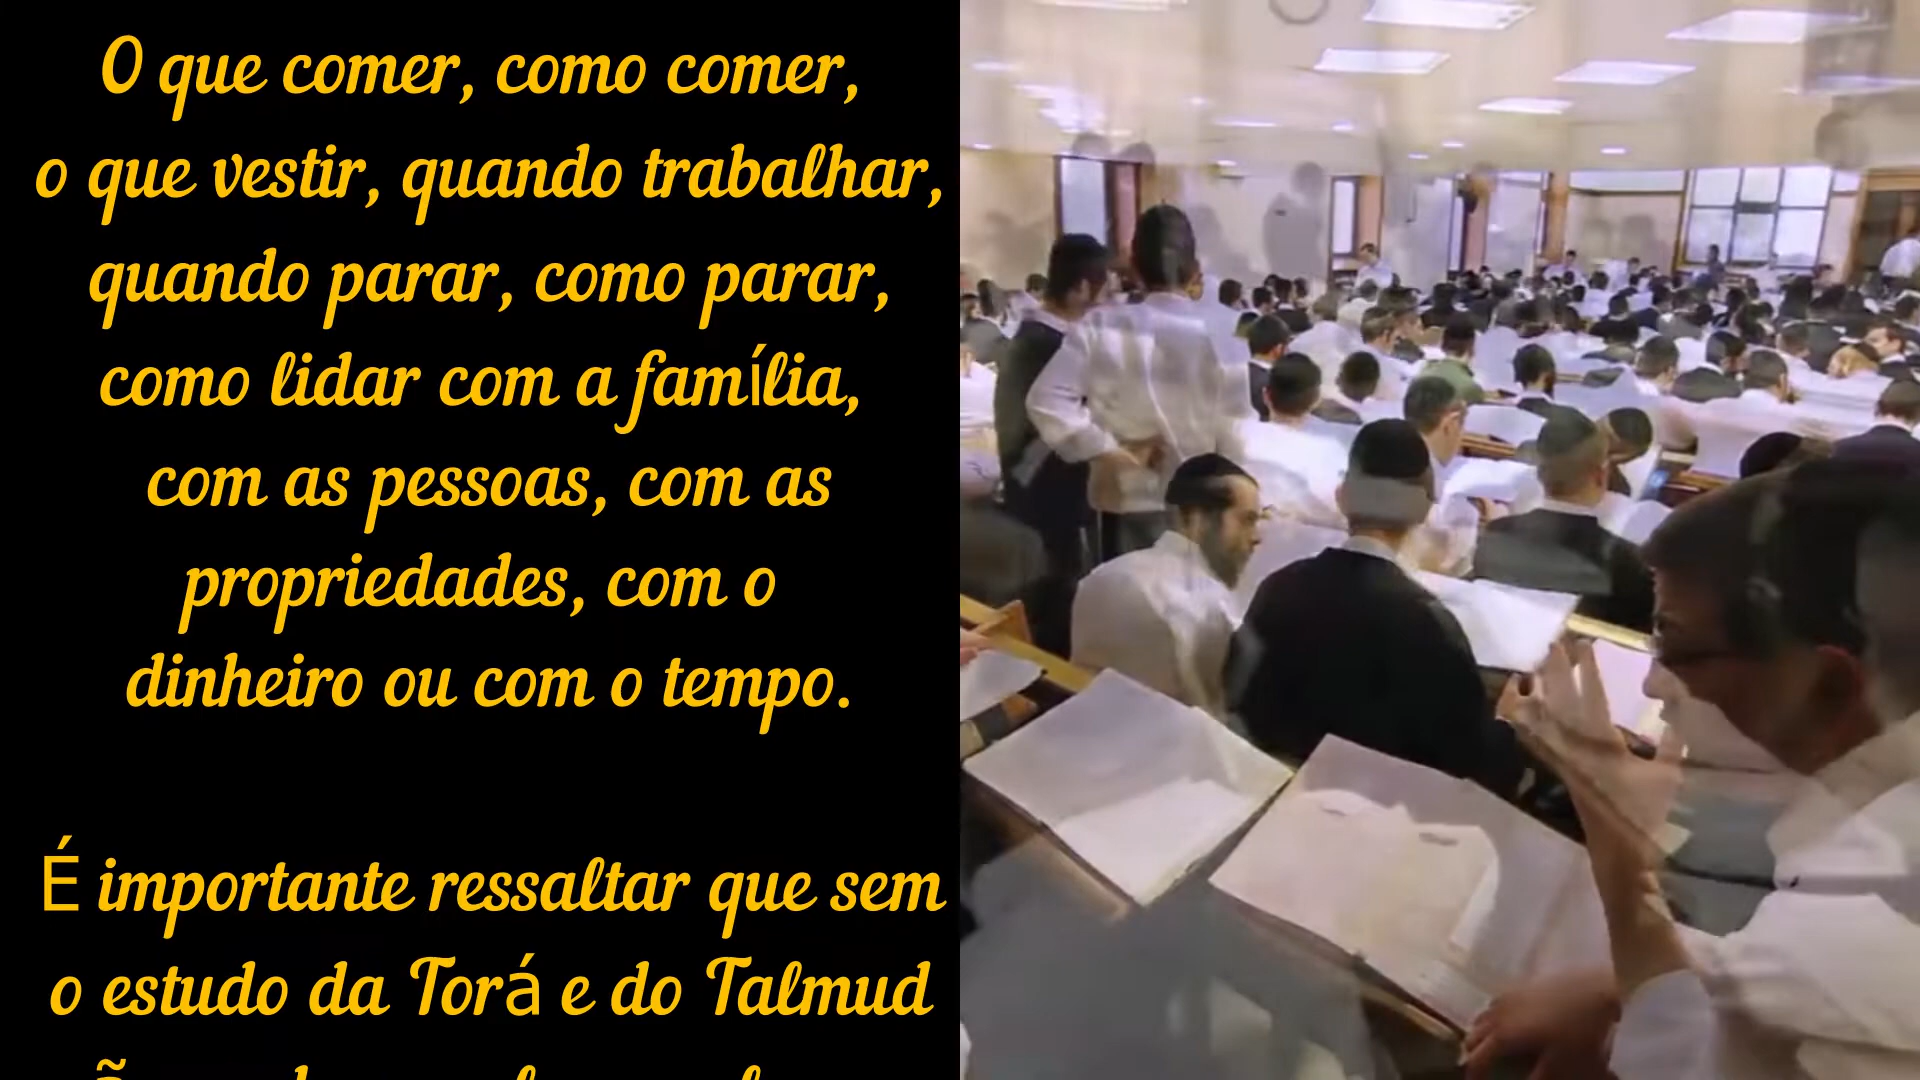 O que comer, como comer,
o que vestir, quando trabalhar,
quando parar, como parar,
como lidar com a família,
com as pessoas, com as
propriedades, com o
dinheiro ou com o tempo.
É importante ressaltar que sem
o estudo da Torá e do Talmud